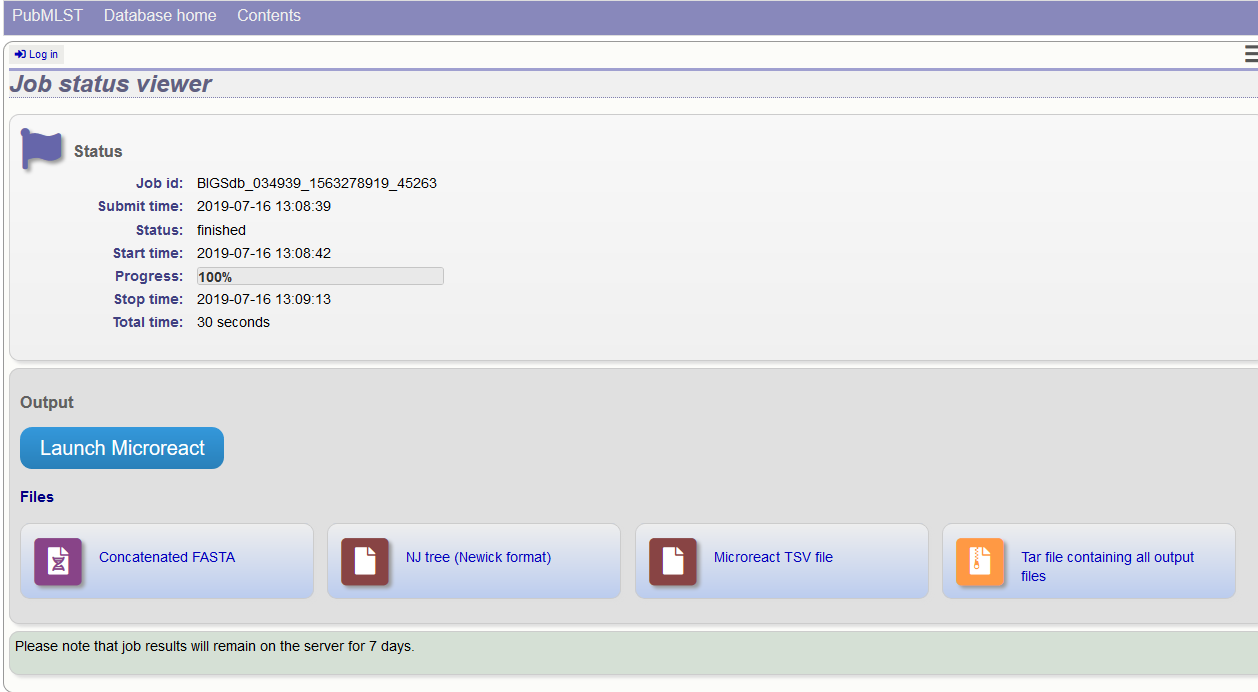 PubMLST Database home Contents
Log in
Job status viewer
Status
Job id: BIGSdb_034939_1563278919_45263
Submit time: 2019-07-16 13:08:39
Status: finished
Start time: 2019-07-16 13:08:42
Progress: 100%
Stop time: 2019-07-16 13:09:13
Total time: 30 seconds
Output
Launch Microreact
Files
Concatenated FASTA
NJ tree (Newick format)
Microreact TSV file
Tar file containing all output
files
Please note that job results will remain on the server for 7 days.